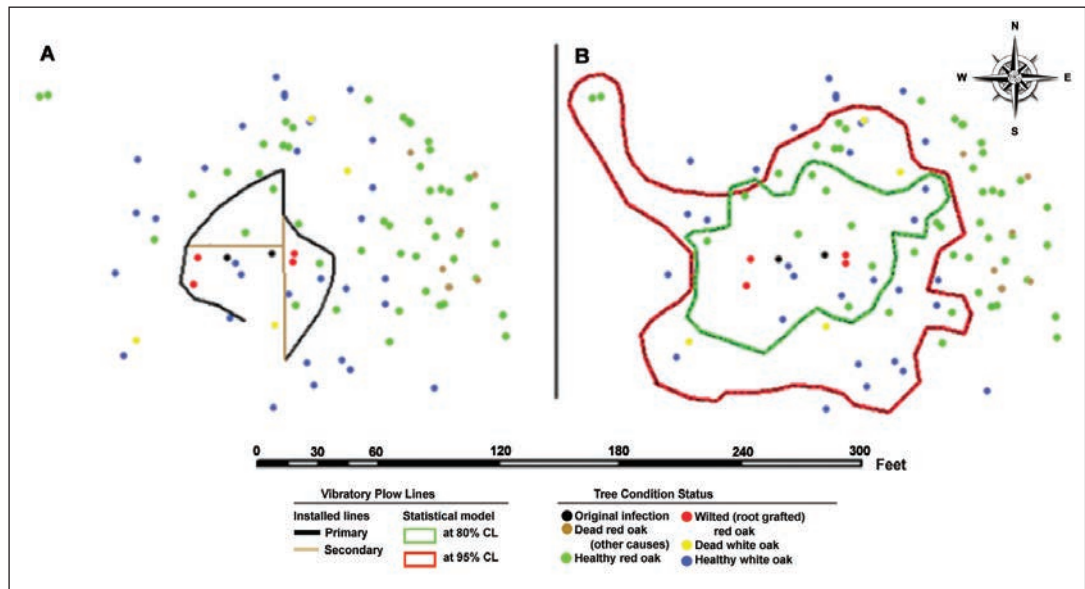 A
B
N
W
E
S
0
30
60
120
180
240
300
Feet
Vibratory Plow Lines
Installed lines
Primary
Secondary
Statistical model
at 80% CL
at 95% CL
Tree Condition Status
Original infection
Dead red oak
(other causes)
Healthy red oak
Wilted (root grafted)
red oak
Dead white oak
Healthy white oak